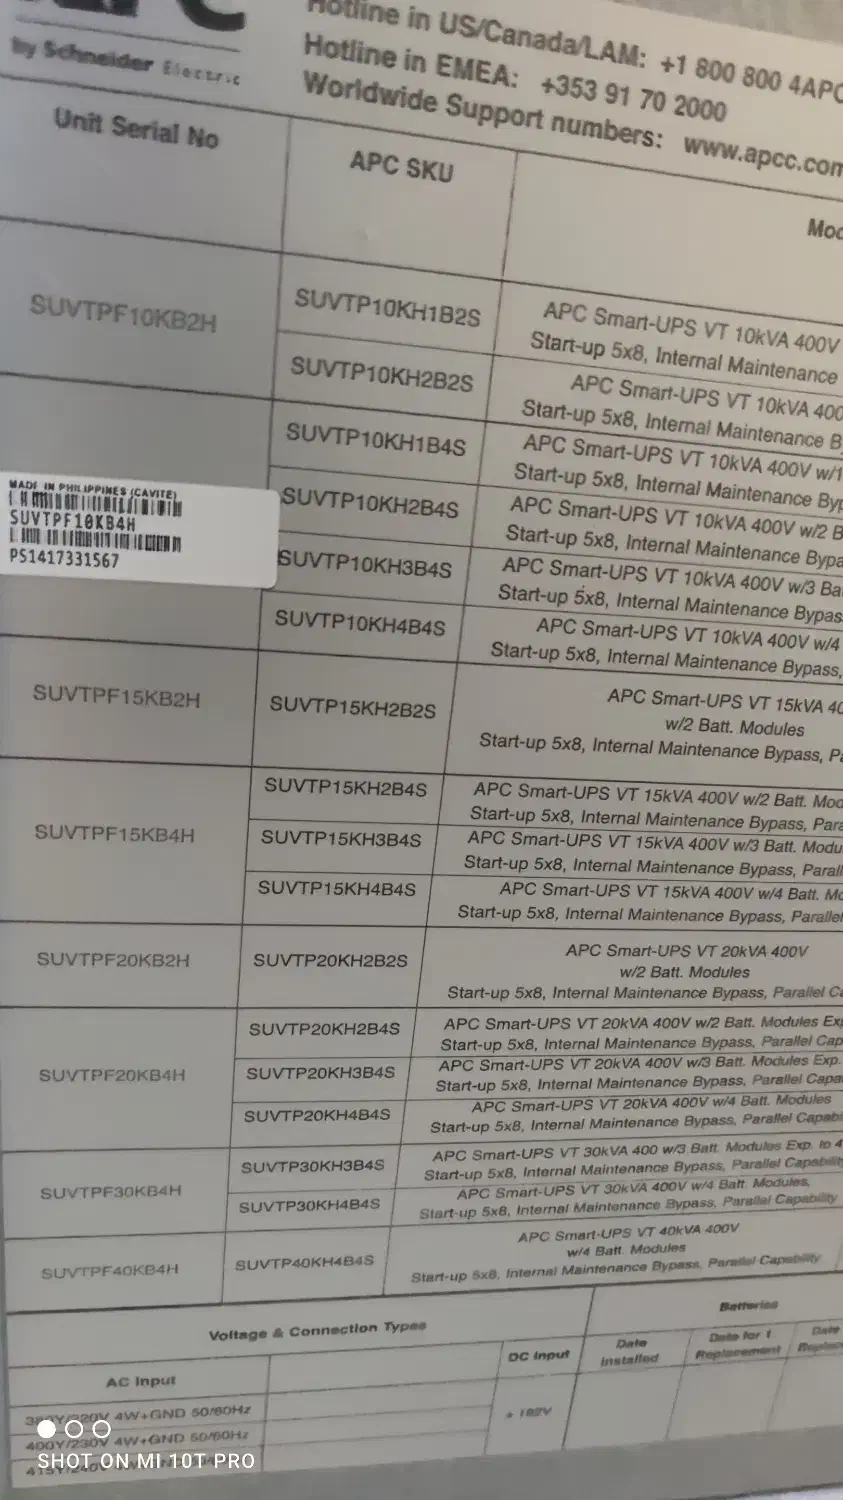 by Schneider Electric
Hotline in US/Canada/LAM: +1 800 800 4APC
Hotline in EMEA: +353 91 70 2000
Worldwide Support numbers: www.apcc.com
Unit Serial No
APC SKU
SUVTPF10KB2H
SUVTP10KH1B2S
APC Smart-UPS VT 10kVA 400V
Start-up 5x8, Internal Maintenance
SUVTP10KH2B2S
APC Smart-UPS VT 10kVA 400
Start-up 5x8, Internal Maintenance B
SUVTP10KH1B4S
APC Smart-UPS VT 10kVA 400V w/1
Start-up 5x8, Internal Maintenance Byp
MADE IN PHILIPPINES (CAVITE)
SUVTPF10KB4H
PS1417331567
SUVTP10KH2B4S
APC Smart-UPS VT 10kVA 400V w/2 B
Start-up 5x8, Internal Maintenance Bypa
SUVTP10KH3B4S
APC Smart-UPS VT 10kVA 400V w/3 Ba
Start-up 5x8, Internal Maintenance Bypas
SUVTP10KH4B4S
APC Smart-UPS VT 10kVA 400V w/4
Start-up 5x8, Internal Maintenance Bypass,
SUVTPF15KB2H
SUVTP15KH2B2S
APC Smart-UPS VT 15kVA 40
w/2 Batt. Modules
Start-up 5x8, Internal Maintenance Bypass, Pa
SUVTPF15KB4H
SUVTP15KH2B4S
APC Smart-UPS VT 15kVA 400V w/2 Batt. Mod
Start-up 5x8, Internal Maintenance Bypass, Para
SUVTP15KH3B4S
APC Smart-UPS VT 15kVA 400V w/3 Batt. Modu
Start-up 5x8, Internal Maintenance Bypass, Parall
SUVTP15KH4B4S
APC Smart-UPS VT 15kVA 400V w/4 Batt. Mo
Start-up 5x8, Internal Maintenance Bypass, Parallel
SUVTPF20KB2H
SUVTP20KH2B2S
APC Smart-UPS VT 20kVA 400V
w/2 Batt. Modules
Start-up 5x8, Internal Maintenance Bypass, Parallel Ca
SUVTPF20KB4H
SUVTP20KH2B4S
APC Smart-UPS VT 20kVA 400V w/2 Batt. Modules Ex
Start-up 5x8, Internal Maintenance Bypass, Parallel Cap
SUVTP20KH3B4S
APC Smart-UPS VT 20kVA 400V w/3 Batt. Modules Exp.
Start-up 5x8, Internal Maintenance Bypass, Parallel Capa
SUVTP20KH4B4S
APC Smart-UPS VT 20kVA 400V w/4 Batt. Modules
Start-up 5x8, Internal Maintenance Bypass, Parallel Capabi
SUVTPF30KB4H
SUVTP30KH3B4S
APC Smart-UPS VT 30kVA 400 w/3 Batt. Modules Exp. to 4
Start-up 5x8, Internal Maintenance Bypass, Parallel Capability
SUVTP30KH4B4S
APC Smart-UPS VT 30kVA 400V w/4 Batt. Modules,
Start-up 5x8, Internal Maintenance Bypass, Parallel Capability
SUVTPF40KB4H
SUVTP40KH4B4S
APC Smart-UPS VT 40kVA 400V
w/4 Batt. Modules
Start-up 5x8, Internal Maintenance Bypass, Parallel Capability
Voltage & Connection Types
Batteries
AC Input
DC Input
Date Installed
Date for 1 Replacement
Date
380Y/220V 4W+GND 50/60Hz
± 192V
400Y/230V 4W+GND 50/60Hz
SHOT ON MI 10T PRO